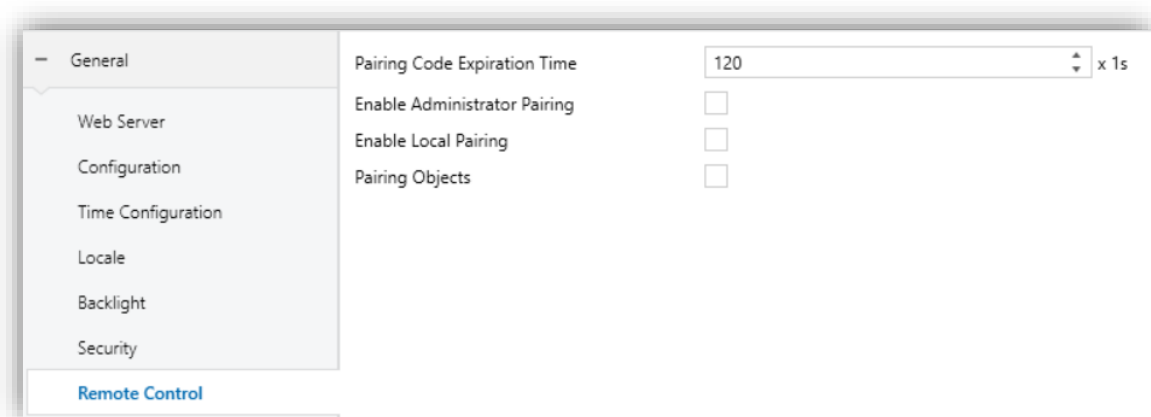 General
Web Server
Configuration
Time Configuration
Locale
Backlight
Security
Remote Control
Pairing Code Expiration Time 120 x 1s
Enable Administrator Pairing
Enable Local Pairing
Pairing Objects